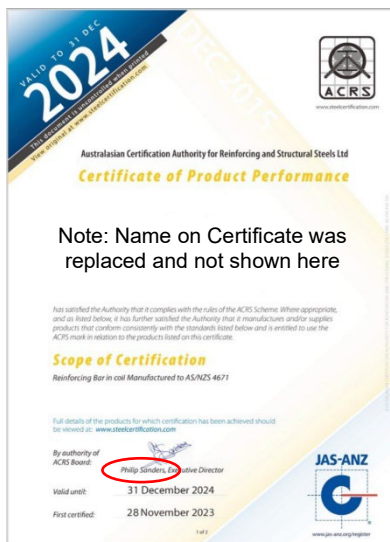 VALID TO 31 DEC
2024
This document is uncontrolled when printed
View original at www.steelcertification.com
DEC 2015
ACRS
www.steelcertification.com
Australasian Certification Authority for Reinforcing and Structural Steels Ltd
Certificate of Product Performance
Note: Name on Certificate was
replaced and not shown here
has satisfied the Authority that it complies with the rules of the ACRS Scheme. Where appropriate,
and as listed below, it has further satisfied the Authority that it manufactures and/or supplies
products that conform consistently with the standards listed below and is entitled to use the
ACRS mark in relation to the products listed on this certificate.
Scope of Certification
Reinforcing Bar in coil Manufactured to AS/NZS 4671
Full details of the products for which certification has been achieved should
be viewed at: www.steelcertification.com
By authority of
ACRS Board:
Philip Sanders, Executive Director
Valid until: 31 December 2024
First certified: 28 November 2023
1 of 2
JAS-ANZ
C
www.jas-anz.org/register